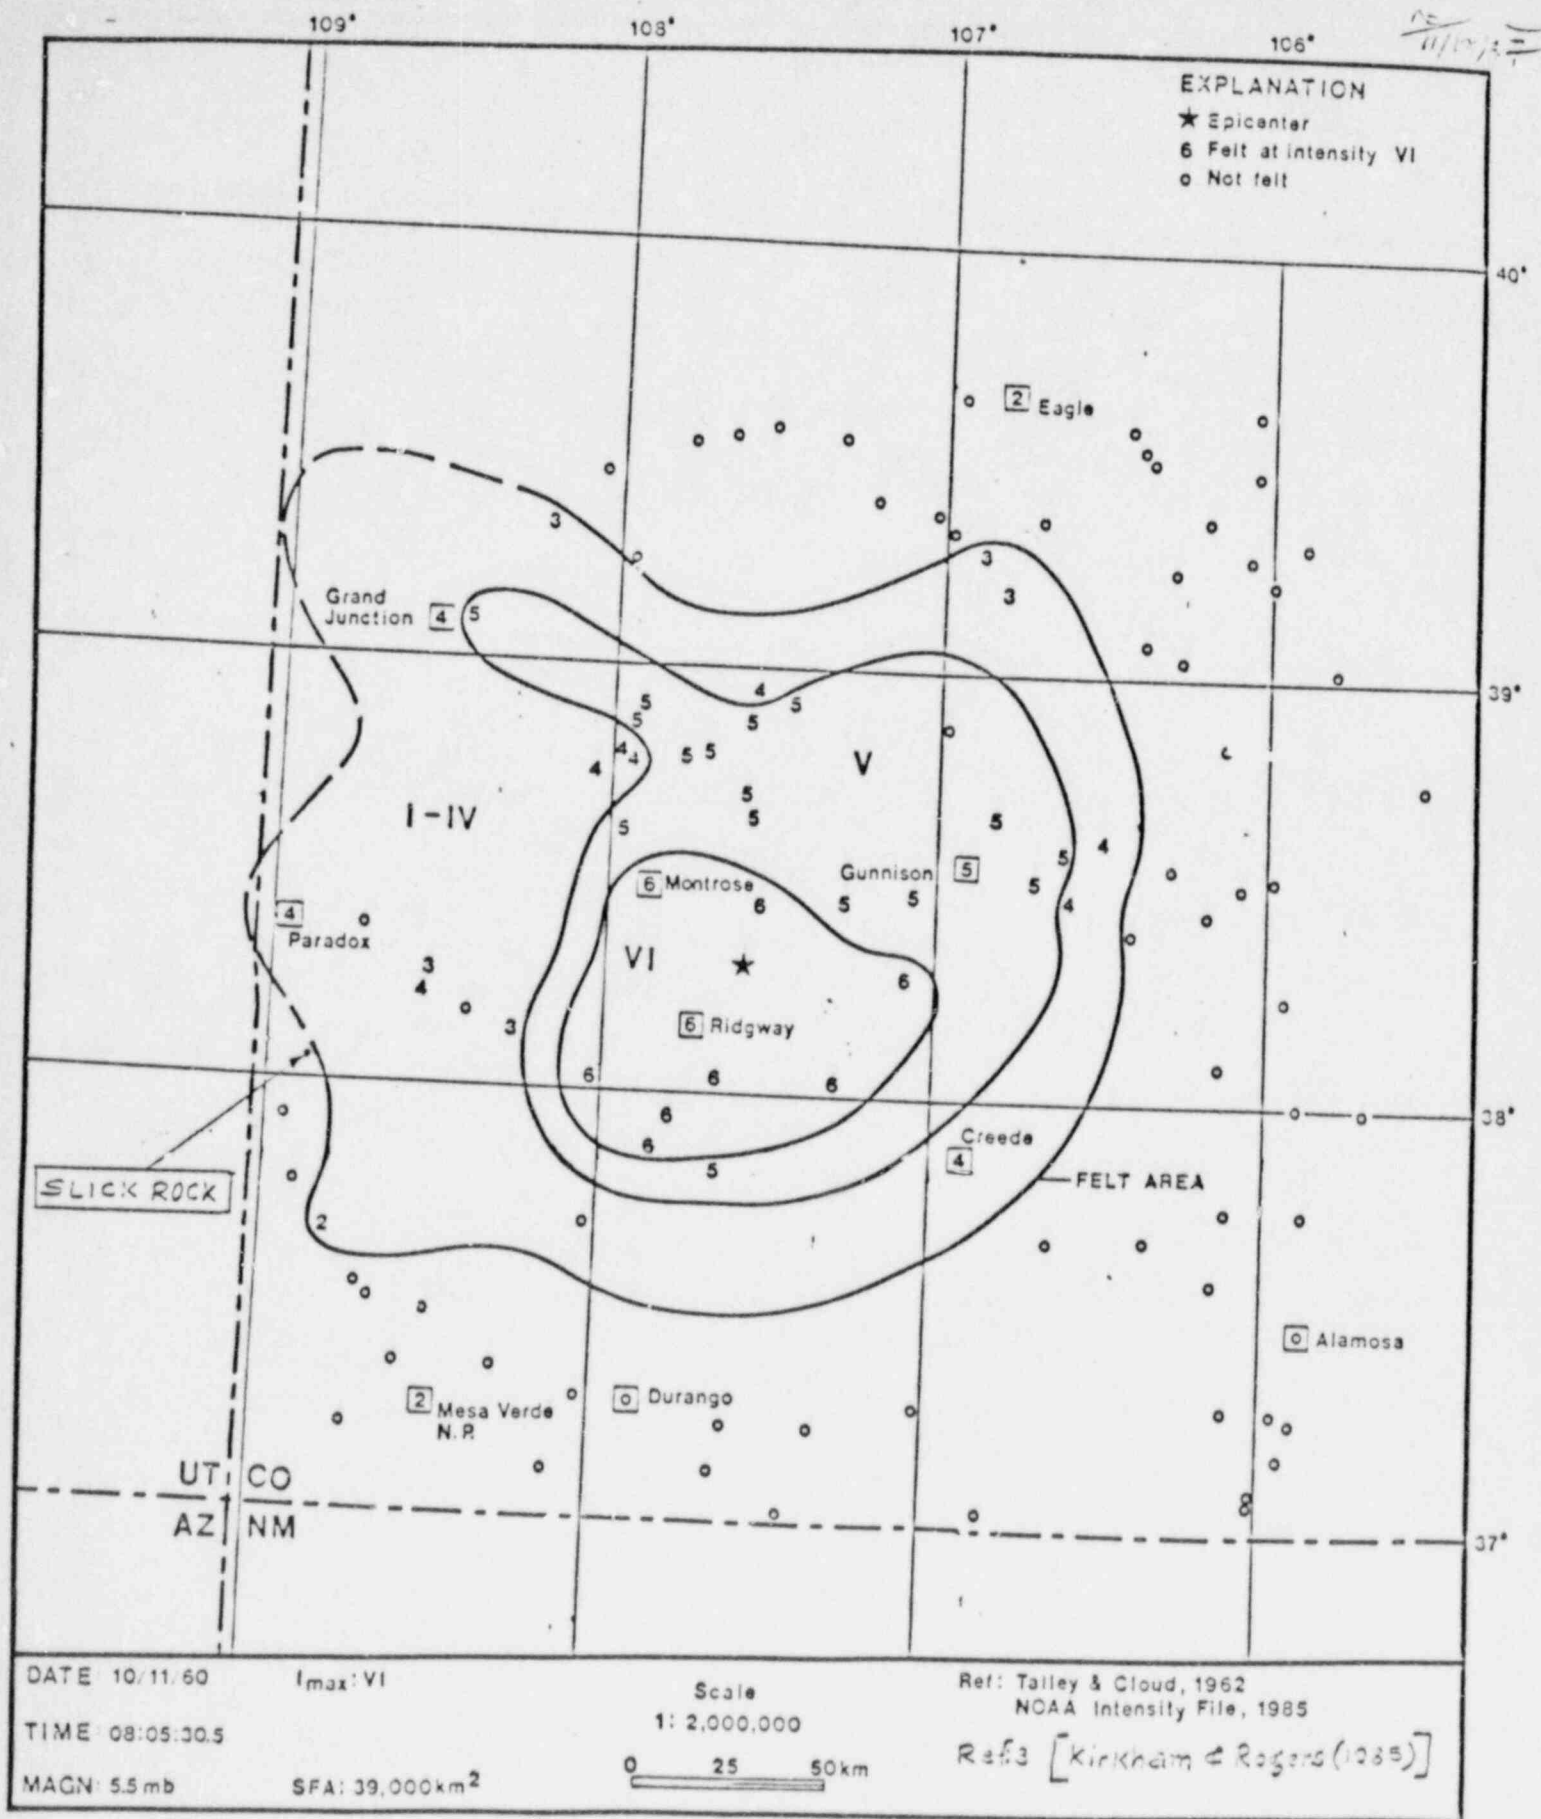 109° 108° 107° 106°
EXPLANATION
★ Epicenter
6 Felt at intensity VI
o Not felt
40°
2 Eagle
3
3
3
Grand
Junction 4 5
39°
4
5 5
5 5
4 4 5 5 V
4
5
I-IV 5 5
5 5 4
Gunnison 5
6 Montrose 5
6 5 5 4
4
Paradox
VI ★
3
4 6
3 6 Ridgway
6 6 6
38°
6
6 5
Creede
4
FELT AREA
SLICK ROCK
2
0 Alamosa
2 Mesa Verde
N.P.
0 Durango
UT CO
AZ NM
37°
DATE 10/11/60 Imax: VI
TIME 08:05:30.5
MAGN: 5.5 mb SFA: 39,000km²
Scale
1: 2,000,000
0 25 50km
Ref: Talley & Cloud, 1962
NOAA Intensity File, 1985
Ref:3 [Kirkham & Rogers (1985)]